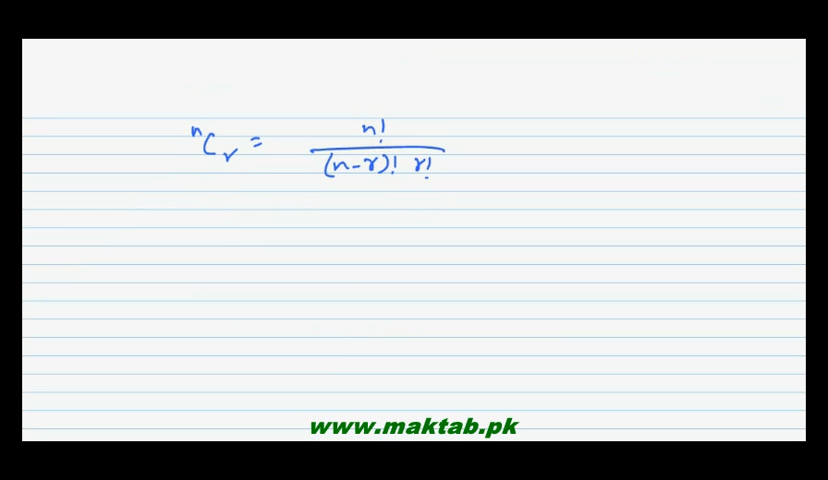 ⁿCᵣ = n! / (n-r)! r!
www.maktab.pk